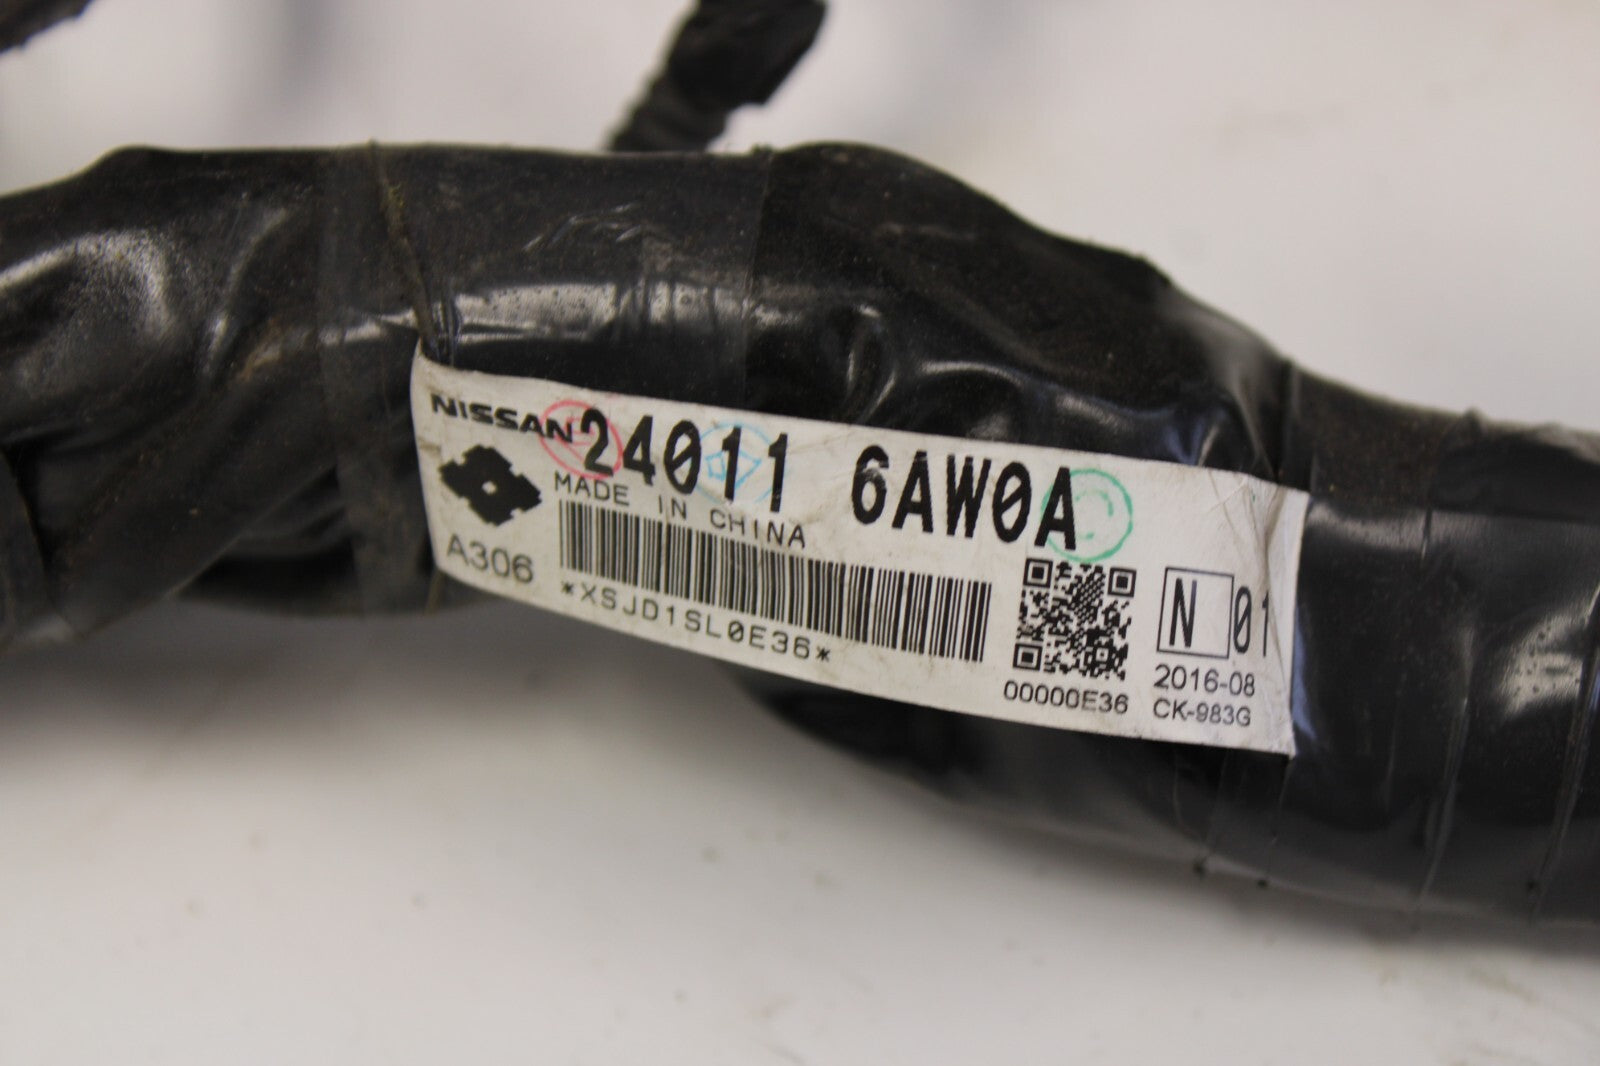 NISSAN 24011 6AW0A
MADE IN CHINA
A306
*XSJD1SL0E36*
00000E36
N 01
2016-08
CK-983G